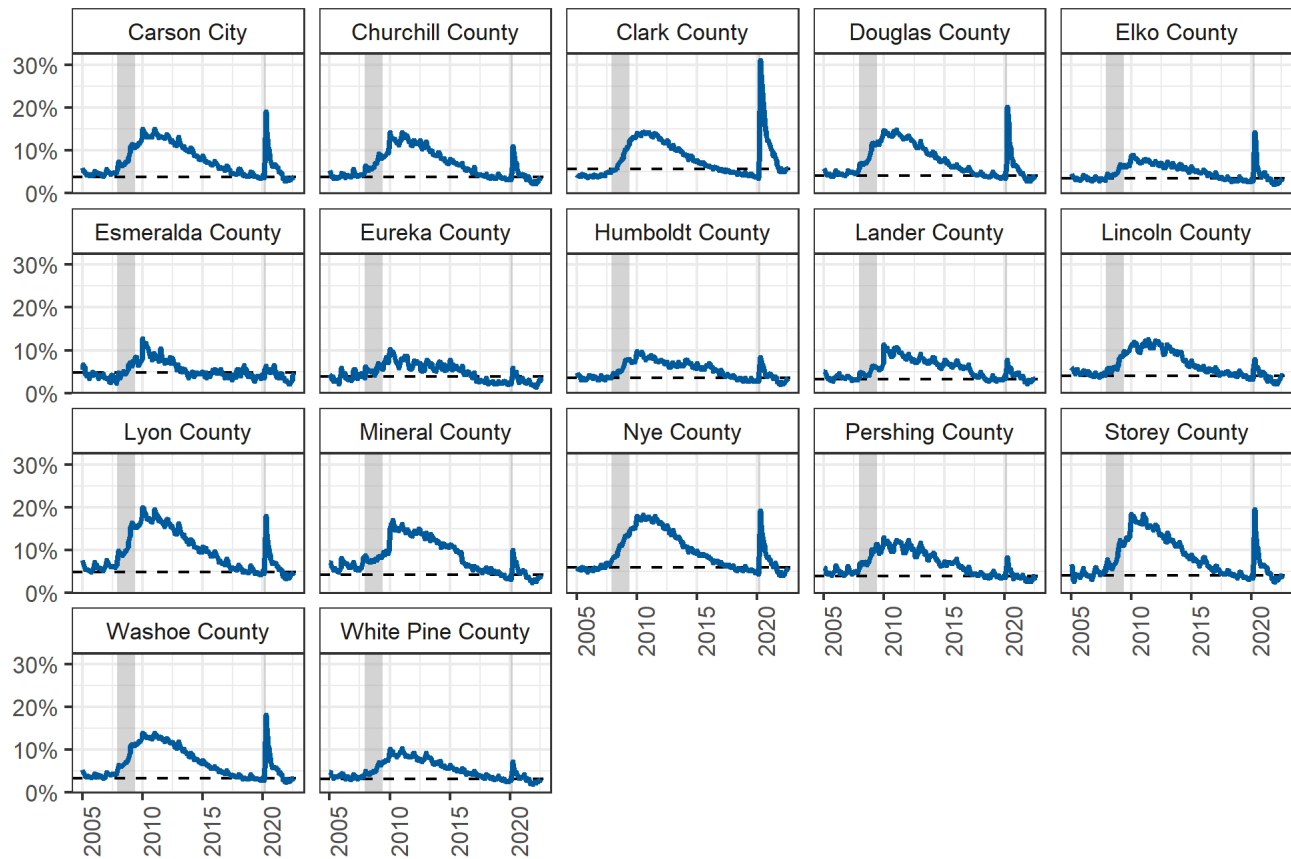 Carson City Churchill County Clark County Douglas County Elko County
30%
20%
10%
0%
Esmeralda County Eureka County Humboldt County Lander County Lincoln County
30%
20%
10%
0%
Lyon County Mineral County Nye County Pershing County Storey County
30%
20%
10%
0%
2005 2010 2015 2020 2005 2010 2015 2020 2005 2010 2015 2020
Washoe County White Pine County
30%
20%
10%
0%
2005 2010 2015 2020 2005 2010 2015 2020